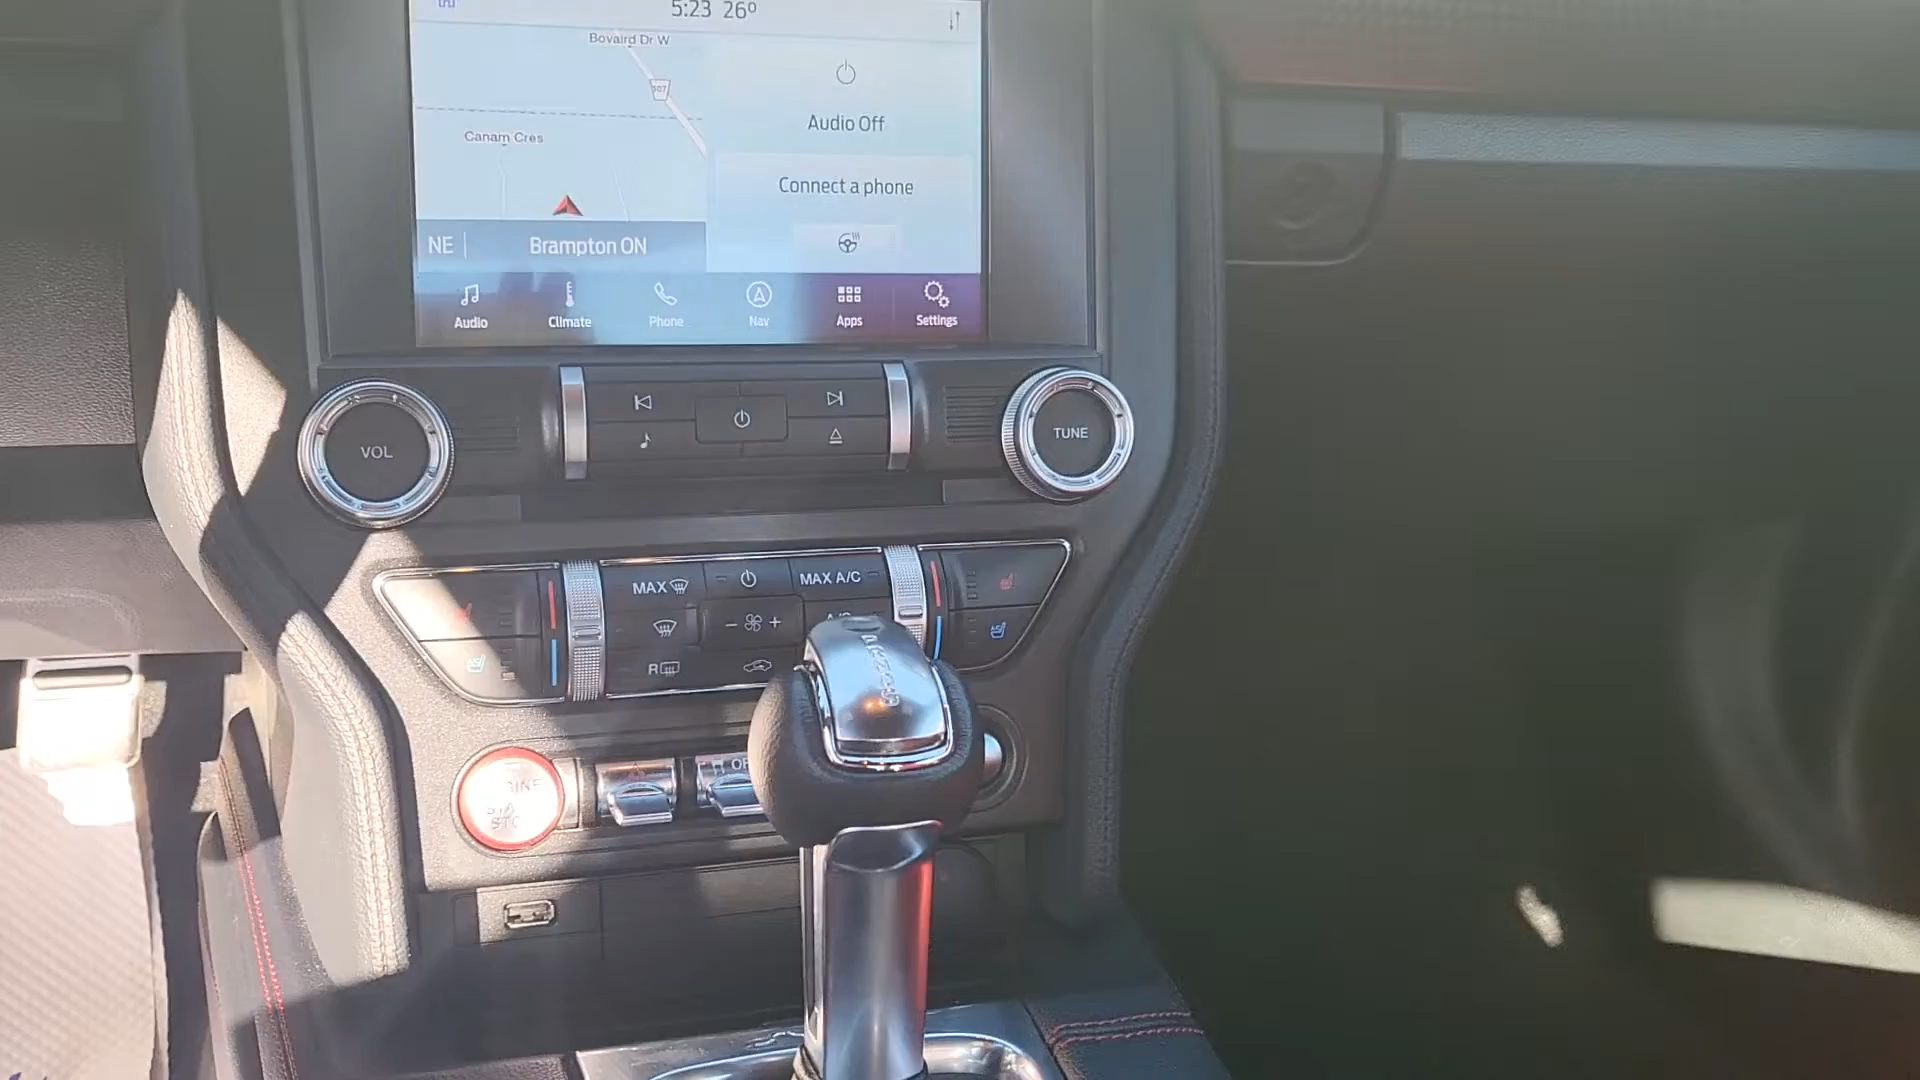 5:23 26°
Bovaird Dr W
107
Audio Off
Canam Cres
Connect a phone
NE
Brampton ON
Audio
Climate
Phone
Nav
Apps
Settings
VOL
TUNE
MAX
MAX A/C
R